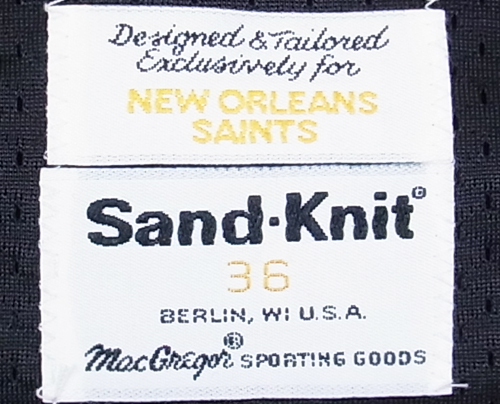 Designed & Tailored
Exclusively for
NEW ORLEANS
SAINTS
Sand·Knit®
36
BERLIN, WI U.S.A.
MacGregor® SPORTING GOODS